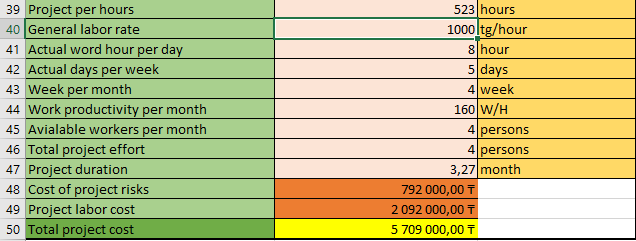 39 Project per hours 523 hours
40 General labor rate 1000 tg/hour
41 Actual word hour per day 8 hour
42 Actual days per week 5 days
43 Week per month 4 week
44 Work productivity per month 160 W/H
45 Avialable workers per month 4 persons
46 Total project effort 4 persons
47 Project duration 3,27 month
48 Cost of project risks 792 000,00 ₸
49 Project labor cost 2 092 000,00 ₸
50 Total project cost 5 709 000,00 ₸